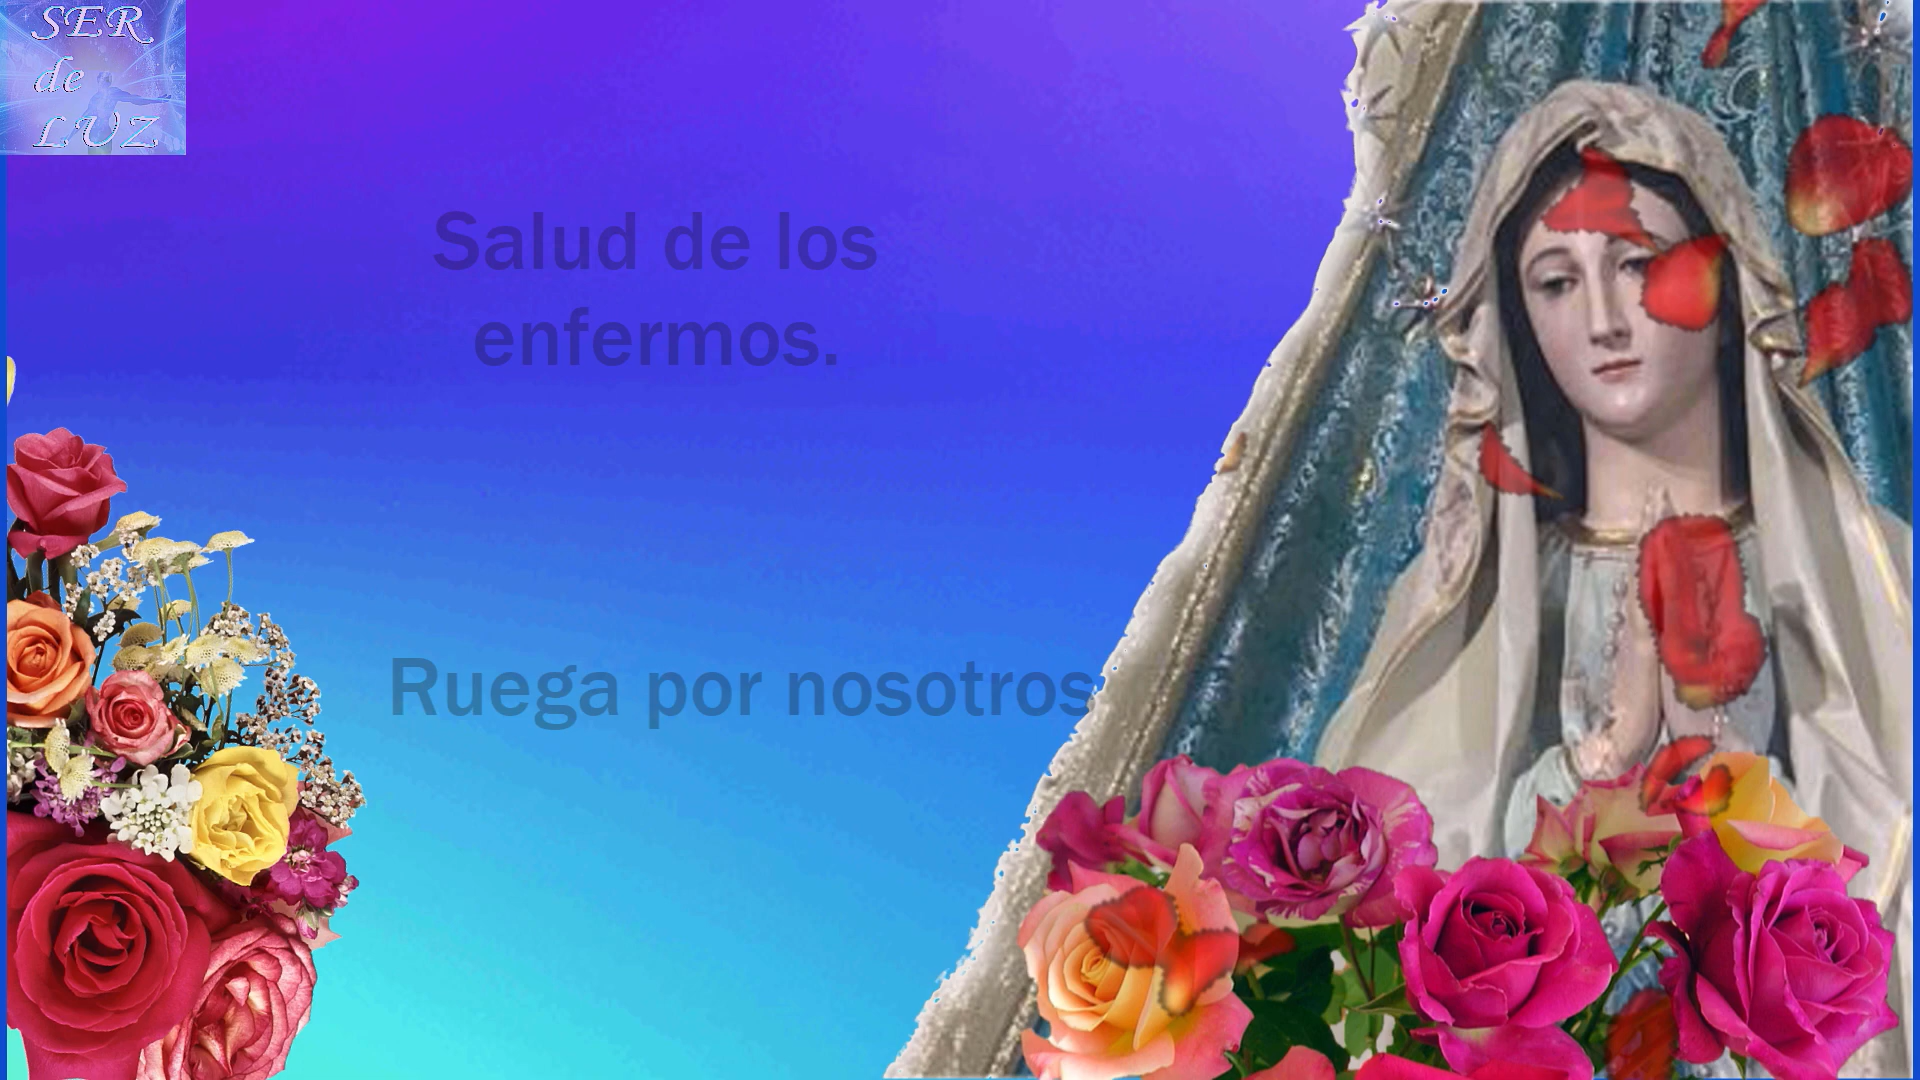 SER
de
LUZ
Salud de los
enfermos.
Ruega por nosotros